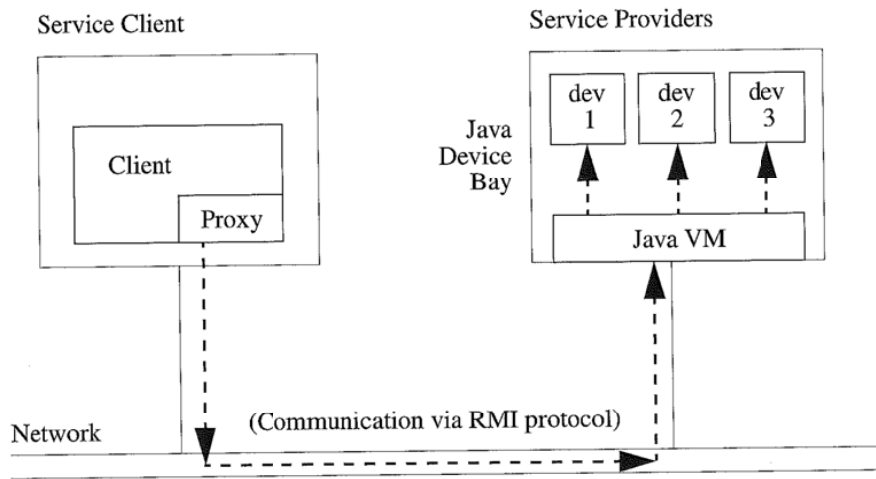 Service Client
Service Providers
Client
Proxy
Java
Device
Bay
dev
1
dev
2
dev
3
Java VM
(Communication via RMI protocol)
Network